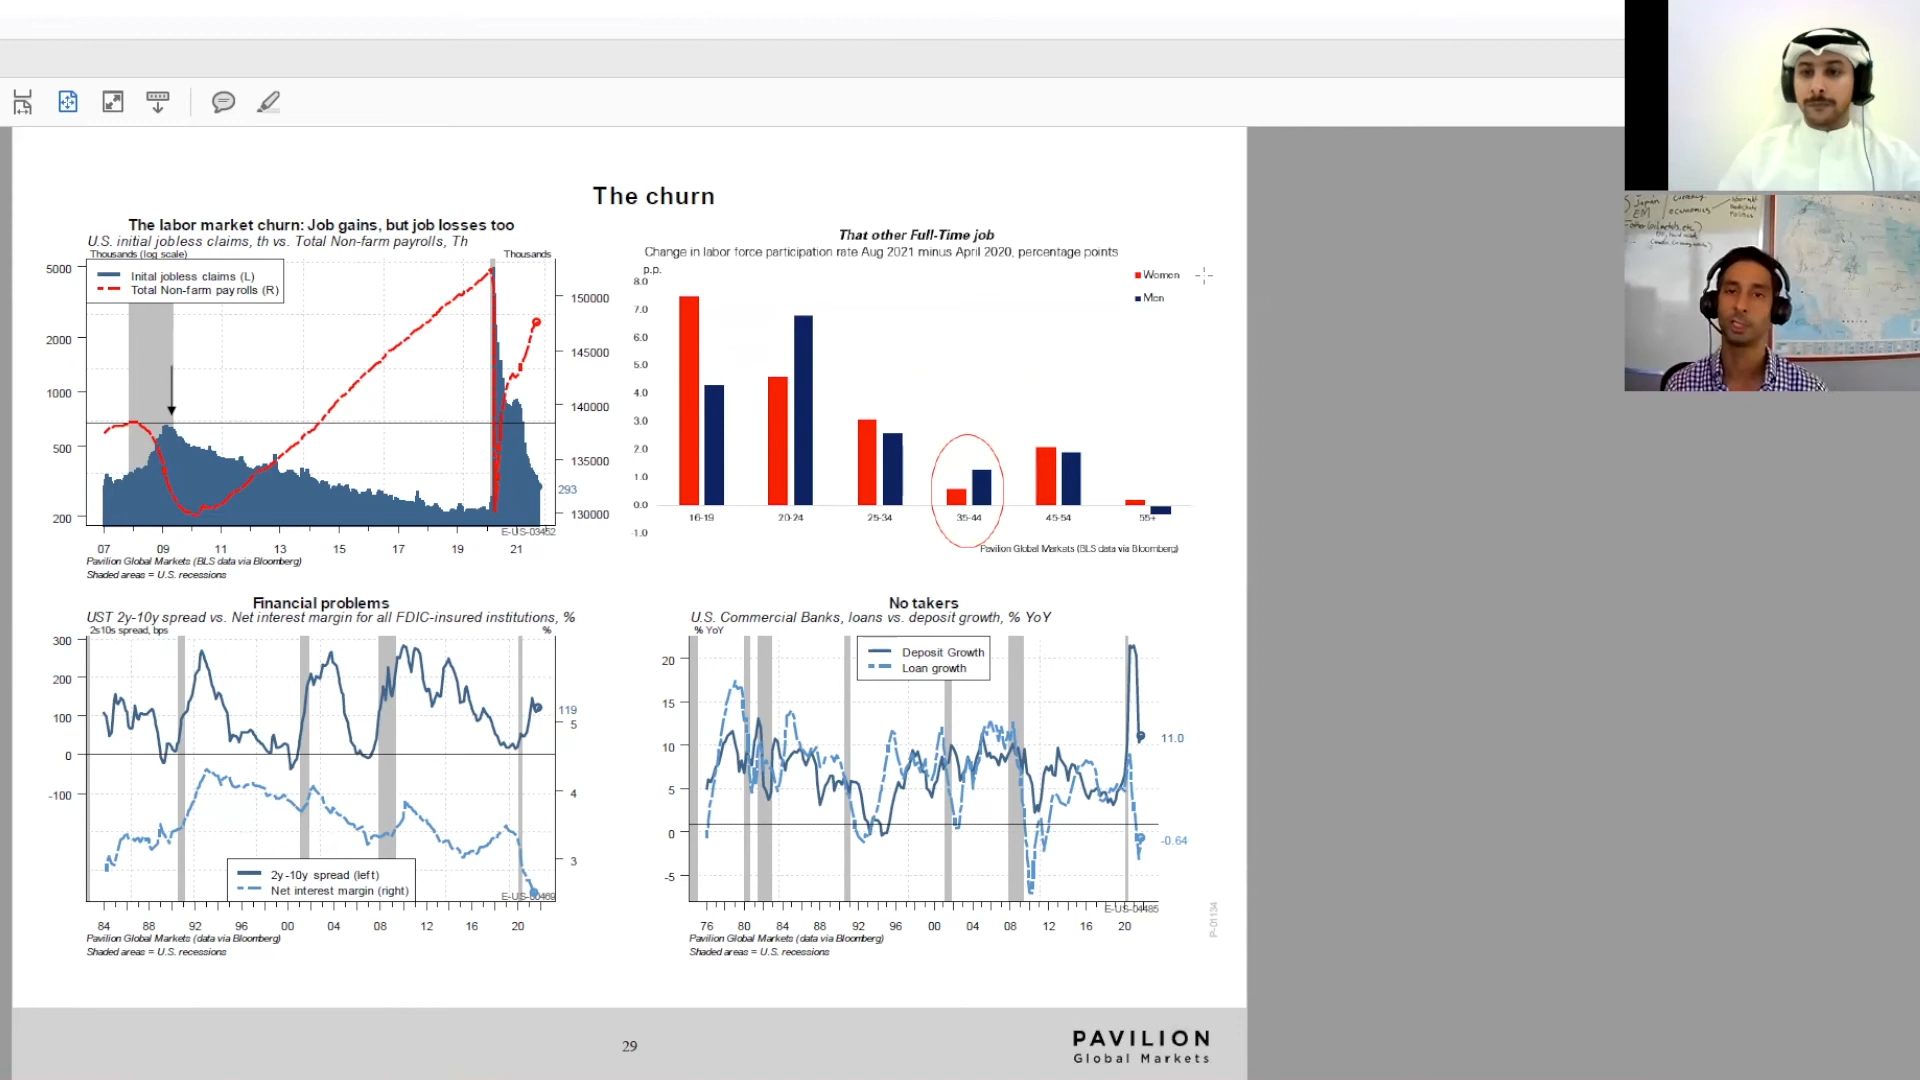 The churn
The labor market churn: Job gains, but job losses too
U.S. initial jobless claims, th vs. Total Non-farm payrolls, Th
Thousands (log scale)
Thousands
Inital jobless claims (L)
Total Non-farm payrolls (R)
5000
2000
1000
500
200
150000
145000
140000
135000
293
130000
E-US-03452
07 09 11 13 15 17 19 21
Pavilion Global Markets (BLS data via Bloomberg)
Shaded areas = U.S. recessions
That other Full-Time job
Change in labor force participation rate Aug 2021 minus April 2020, percentage points
p.p.
Women
Men
8.0
7.0
6.0
5.0
4.0
3.0
2.0
1.0
0.0
-1.0
16-19 20-24 25-34 35-44 45-54 55+
Pavilion Global Markets (BLS data via Bloomberg)
Financial problems
UST 2y-10y spread vs. Net interest margin for all FDIC-insured institutions, %
2s10s spread, bps
%
300
200
100
0
-100
119
5
4
3
2y-10y spread (left)
Net interest margin (right)
84 88 92 96 00 04 08 12 16 20
Pavilion Global Markets (data via Bloomberg)
Shaded areas = U.S. recessions
No takers
U.S. Commercial Banks, loans vs. deposit growth, % YoY
% YoY
Deposit Growth
Loan growth
20
15
10
5
0
-5
11.0
-0.64
E-US-04485
76 80 84 88 92 96 00 04 08 12 16 20
Pavilion Global Markets (data via Bloomberg)
Shaded areas = U.S. recessions
P-01134
29
PAVILION
Global Markets
Japan
EM
economics
Politics